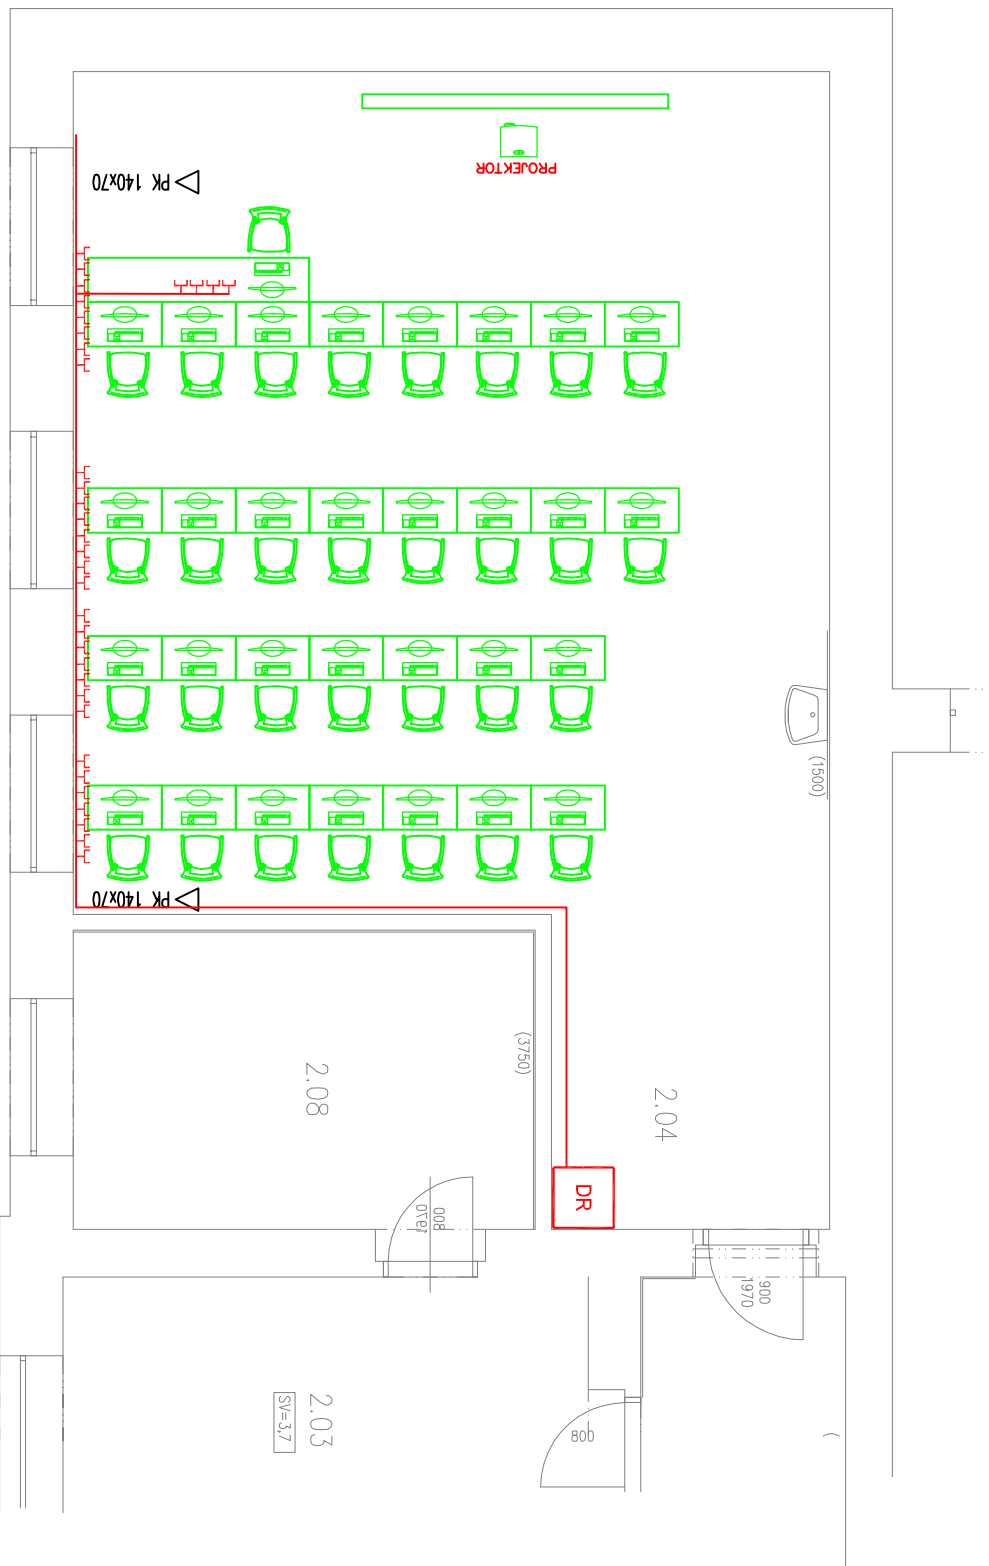 PROJEKTOR
PK 140x70
(1500)
PK 140x70
(3750)
2.08
2.04
DR
800
1970
900
1970
2.03
SV=3,7
800
(